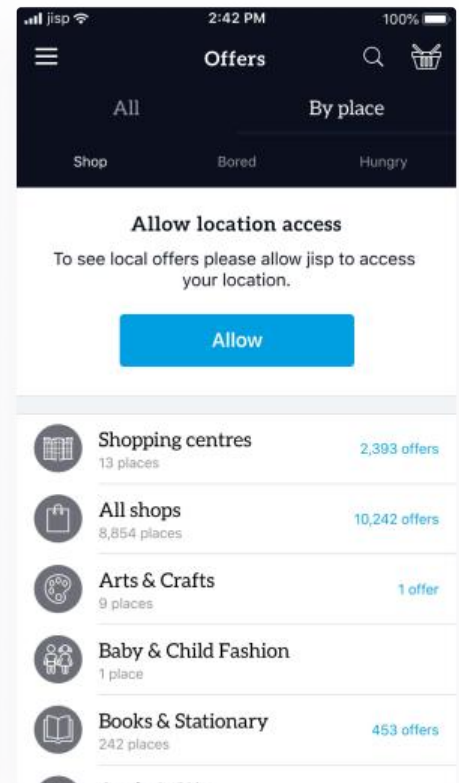 jisp 2:42 PM 100%
Offers
All By place
Shop Bored Hungry
Allow location access
To see local offers please allow jisp to access
your location.
Allow
Shopping centres
2,393 offers
13 places
All shops
10,242 offers
8,854 places
Arts & Crafts
1 offer
9 places
Baby & Child Fashion
1 place
Books & Stationary
453 offers
242 places